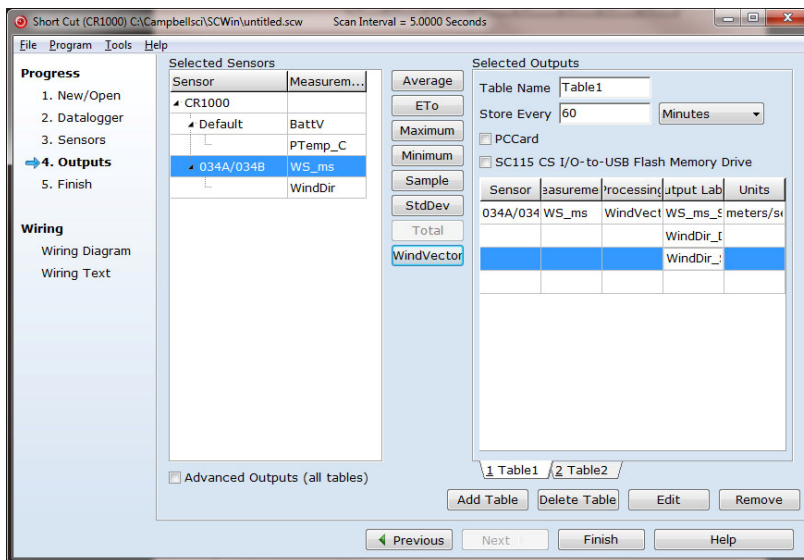 Short Cut (CR1000) C:\Campbellsci\SCWin\untitled.scw Scan Interval = 5.0000 Seconds
File Program Tools Help
Progress
1. New/Open
2. Datalogger
3. Sensors
4. Outputs
5. Finish
Wiring
Wiring Diagram
Wiring Text
Selected Sensors
Sensor Measurem...
CR1000
Default BattV
PTemp_C
034A/034B WS_ms
WindDir
Advanced Outputs (all tables)
Average
ETo
Maximum
Minimum
Sample
StdDev
Total
WindVector
Selected Outputs
Table Name Table1
Store Every 60 Minutes
PCCard
SC115 CS I/O-to-USB Flash Memory Drive
Sensor easureme Processing utput Lab Units
034A/034 WS_ms WindVect WS_ms_S meters/se
WindDir_D
WindDir_S
1 Table1 2 Table2
Add Table Delete Table Edit Remove
Previous Next Finish Help